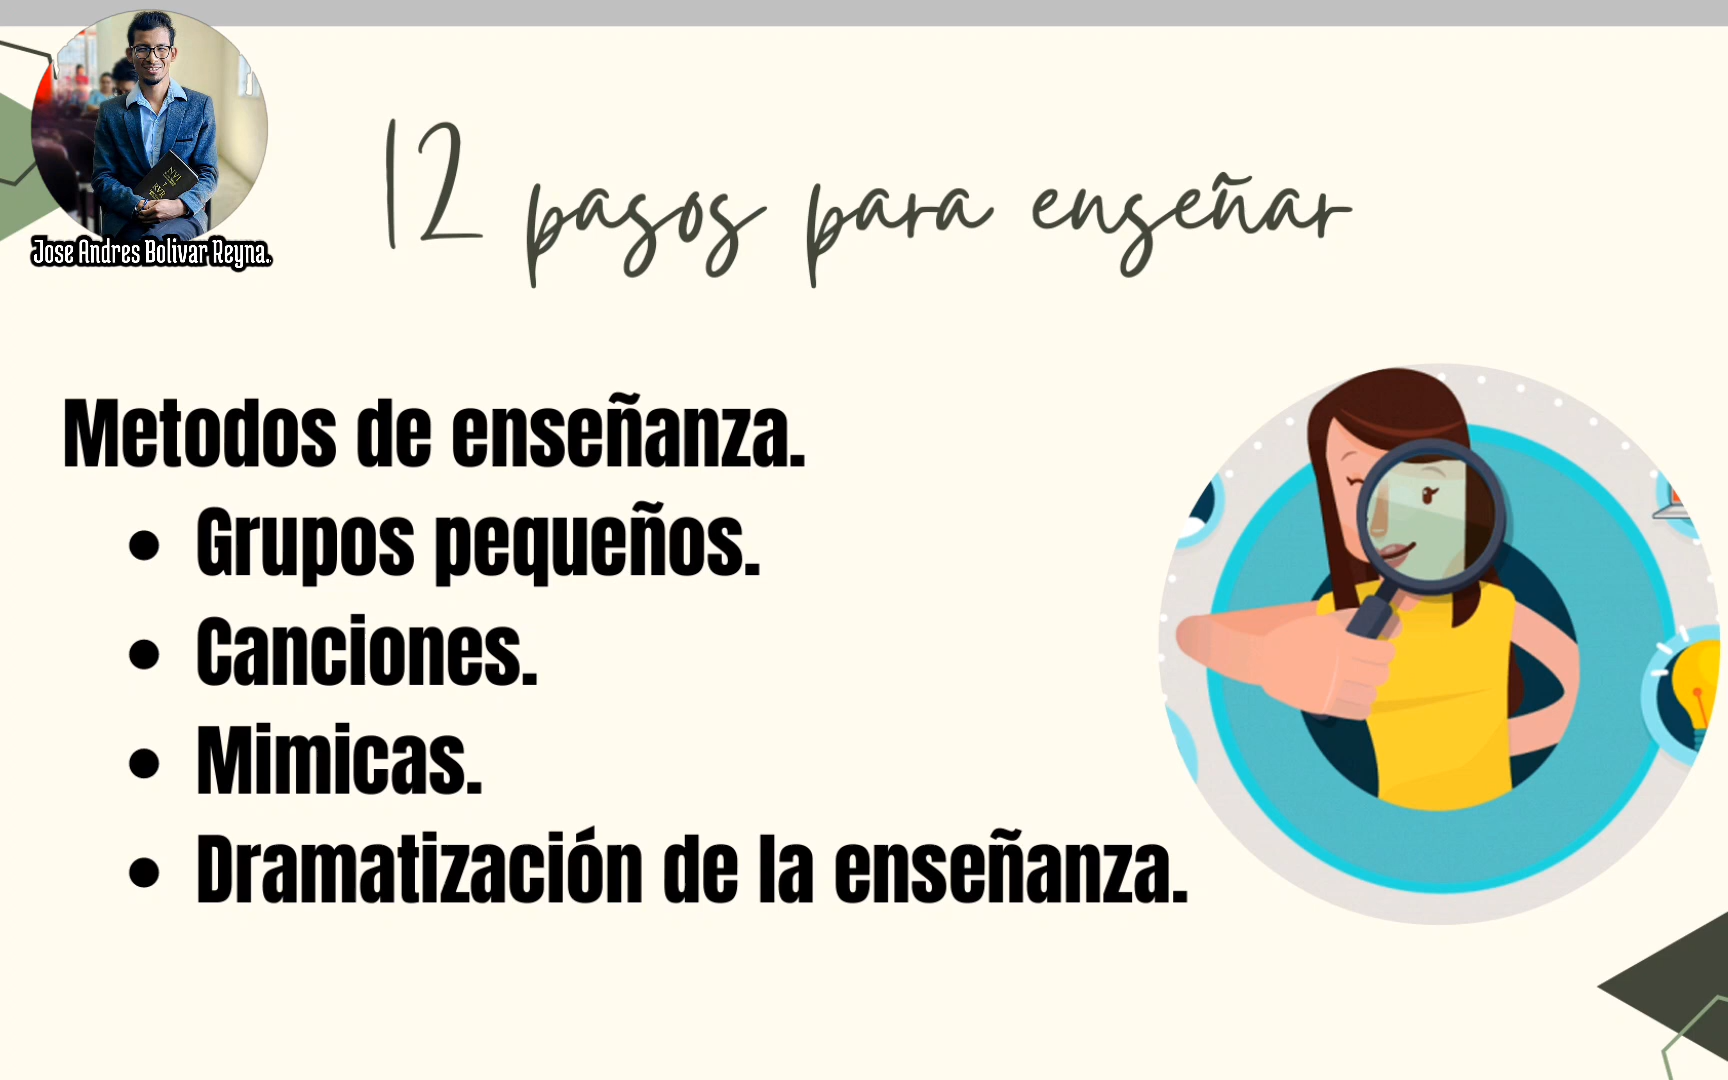 Jose Andres Bolivar Reyna.
12 pasos para enseñar
Metodos de enseñanza.
• Grupos pequeños.
• Canciones.
• Mimicas.
• Dramatización de la enseñanza.